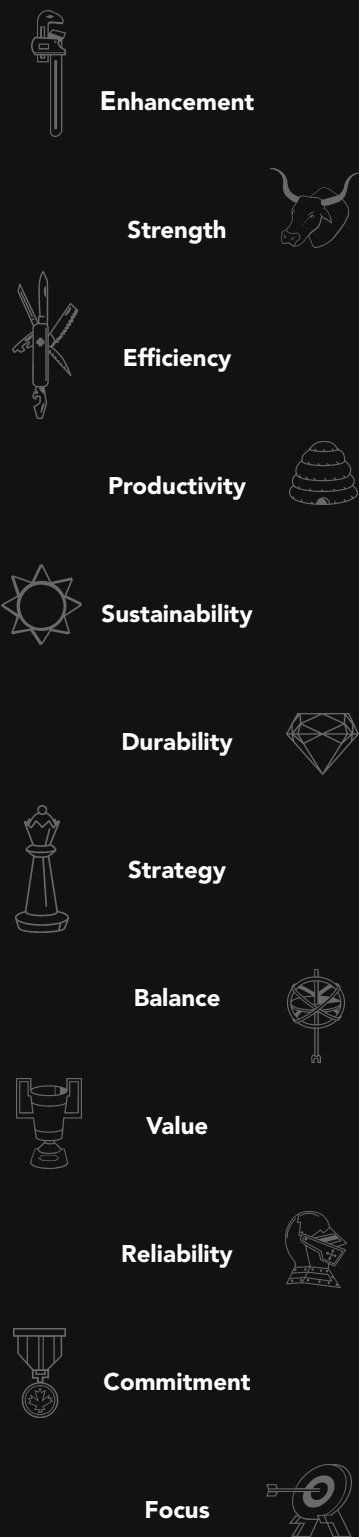 Enhancement
Strength
Efficiency
Productivity
Sustainability
Durability
Strategy
Balance
Value
Reliability
Commitment
Focus